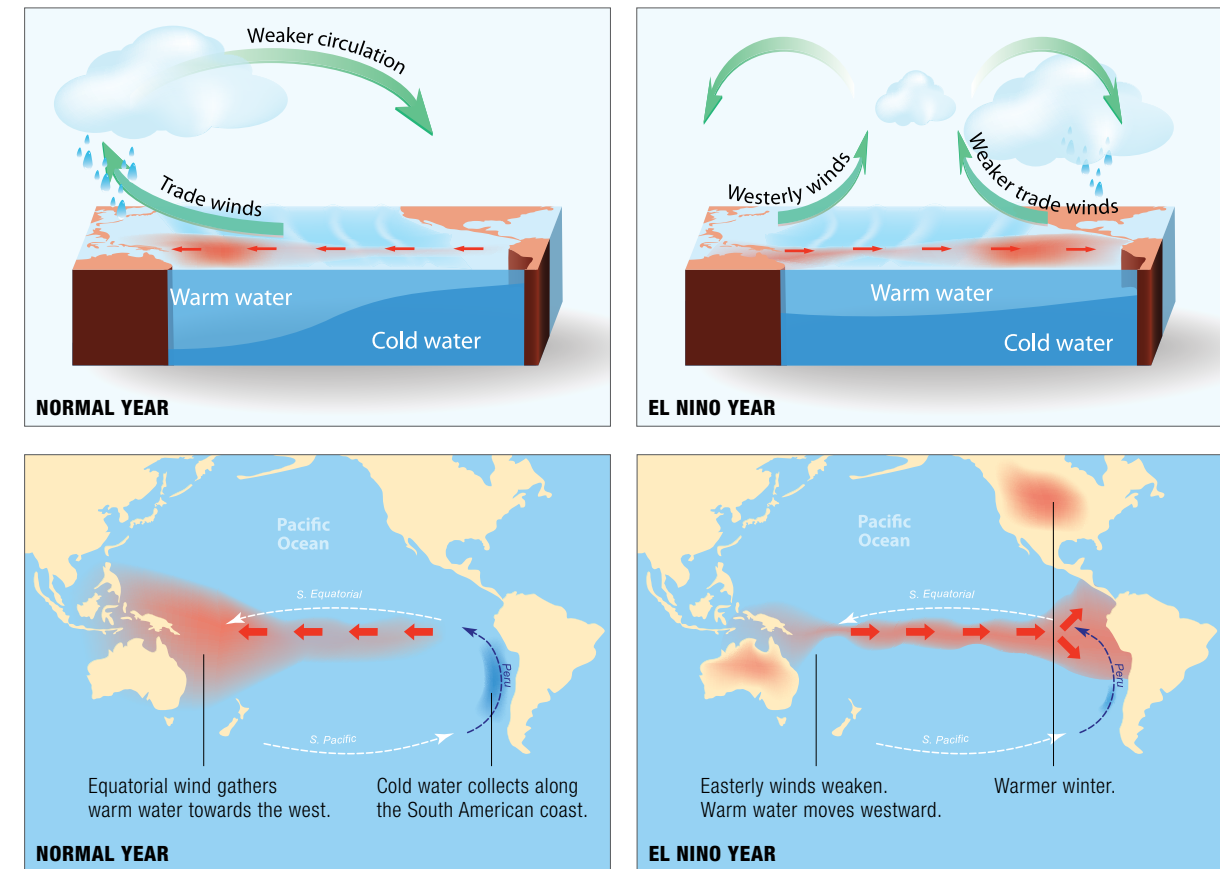 Weaker circulation
Trade winds
Warm water
Cold water
NORMAL YEAR
Westerly winds
Weaker trade winds
Warm water
Cold water
EL NINO YEAR
Pacific
Ocean
S. Equatorial
Peru
S. Pacific
Equatorial wind gathers
warm water towards the west.
Cold water collects along
the South American coast.
NORMAL YEAR
Pacific
Ocean
S. Equatorial
Peru
S. Pacific
Easterly winds weaken.
Warm water moves westward.
Warmer winter.
EL NINO YEAR